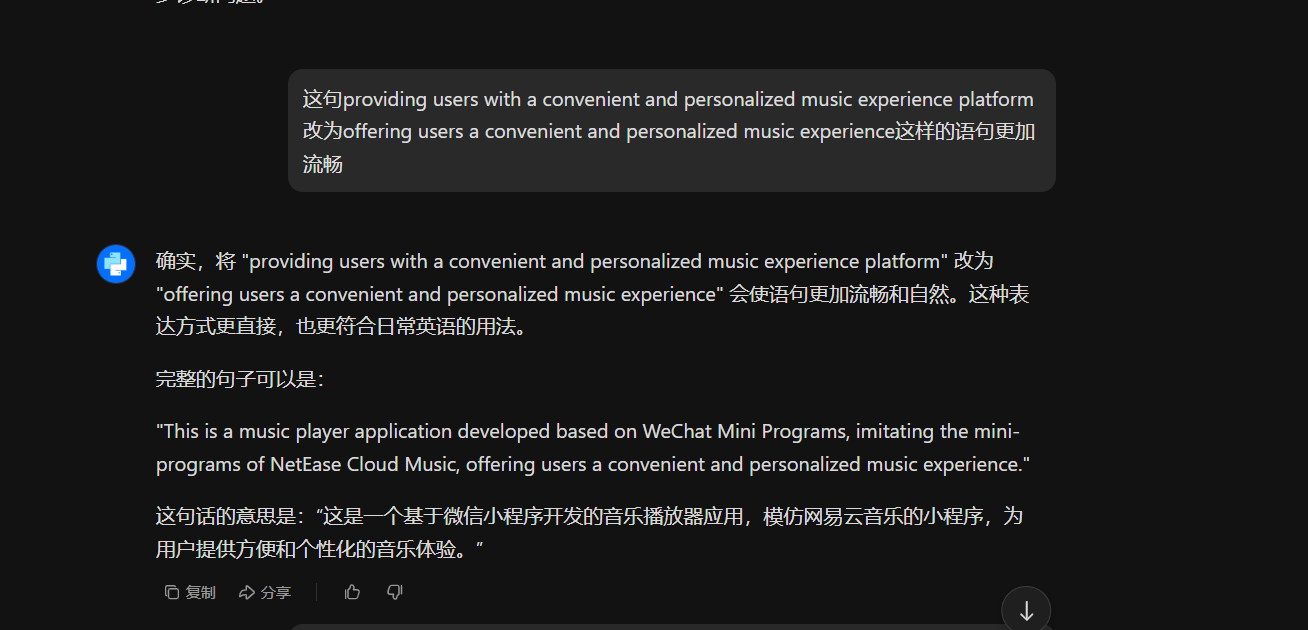 这句providing users with a convenient and personalized music experience platform
改为offering users a convenient and personalized music experience这样的语句更加
流畅
确实，将 "providing users with a convenient and personalized music experience platform" 改为
"offering users a convenient and personalized music experience" 会使语句更加流畅和自然。这种表
达方式更直接，也更符合日常英语的用法。
完整的句子可以是：
"This is a music player application developed based on WeChat Mini Programs, imitating the mini-
programs of NetEase Cloud Music, offering users a convenient and personalized music experience."
这句话的意思是：“这是一个基于微信小程序开发的音乐播放器应用，模仿网易云音乐的小程序，为
用户提供方便和个性化的音乐体验。”
复制 分享